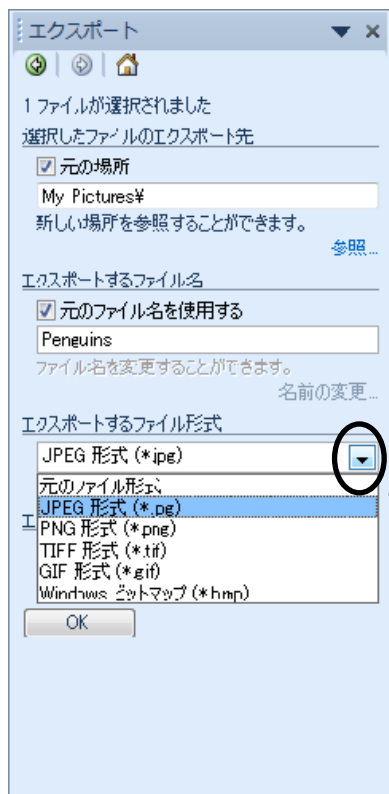 エクスポート
1 ファイルが選択されました
選択したファイルのエクスポート先
元の場所
My Pictures¥
新しい場所を参照することができます。
参照...
エクスポートするファイル名
元のファイル名を使用する
Penguins
ファイル名を変更することができます。
名前の変更...
エクスポートするファイル形式
JPEG 形式 (*.jpg)
元のファイル形式
JPEG 形式 (*.jpg)
エ
PNG 形式 (*.png)
TIFF 形式 (*.tif)
GIF 形式 (*.gif)
Windows ビットマップ (*.bmp)
OK